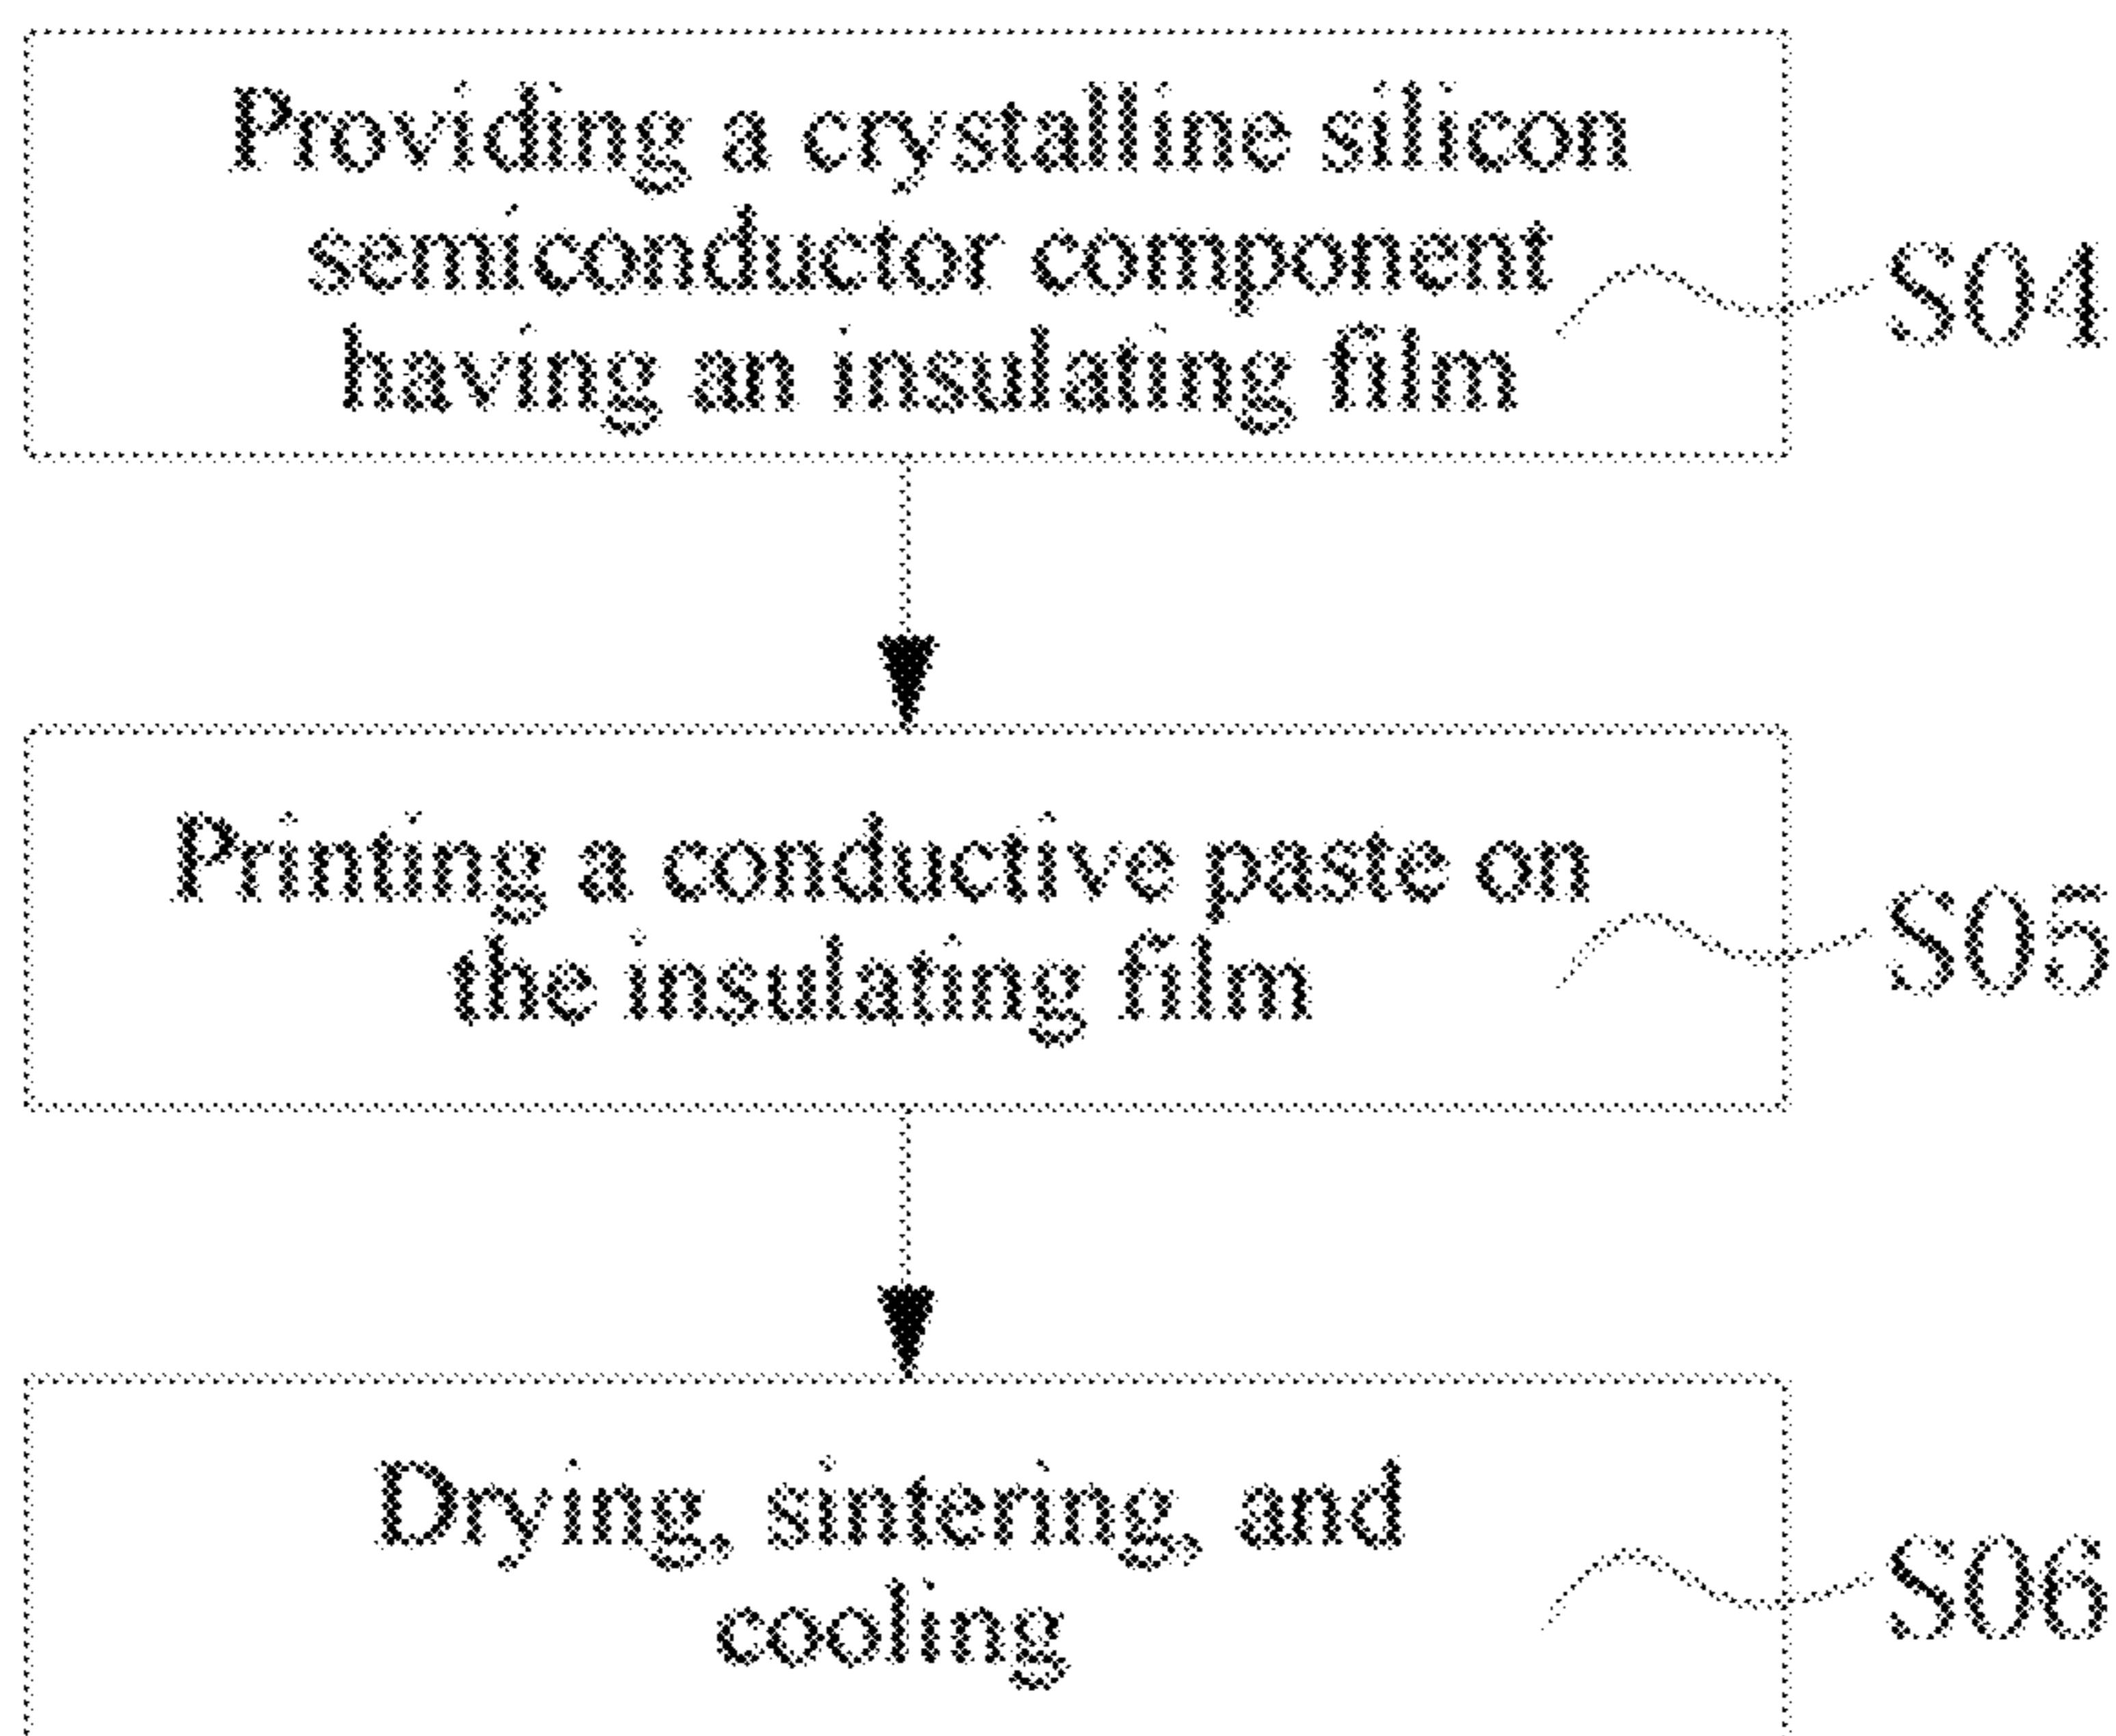 Providing a crystalline silicon
semiconductor component
having an insulating film
S04
Printing a conductive paste on
the insulating film
S05
Drying, sintering, and
cooling
S06